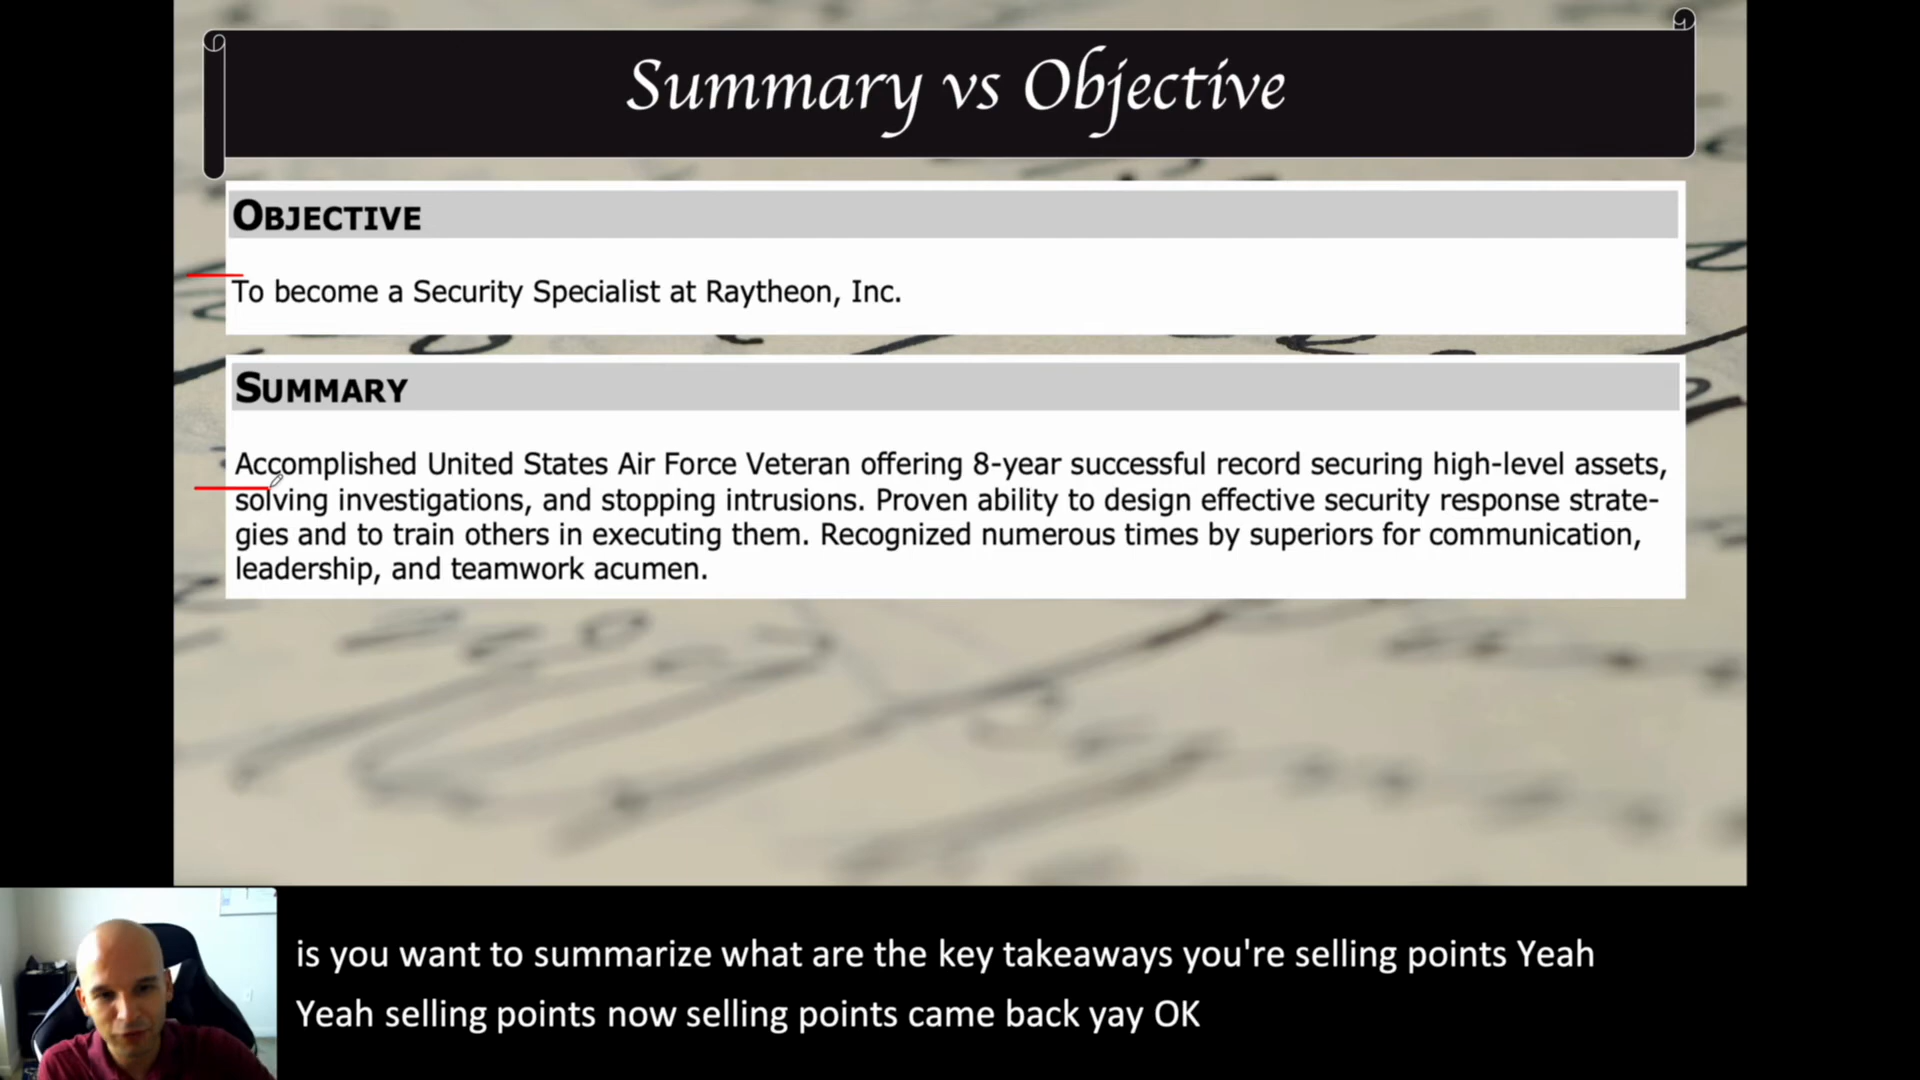 Summary vs Objective
OBJECTIVE
To become a Security Specialist at Raytheon, Inc.
SUMMARY
Accomplished United States Air Force Veteran offering 8-year successful record securing high-level assets,
solving investigations, and stopping intrusions. Proven ability to design effective security response strate-
gies and to train others in executing them. Recognized numerous times by superiors for communication,
leadership, and teamwork acumen.
is you want to summarize what are the key takeaways you're selling points Yeah
Yeah selling points now selling points came back yay OK